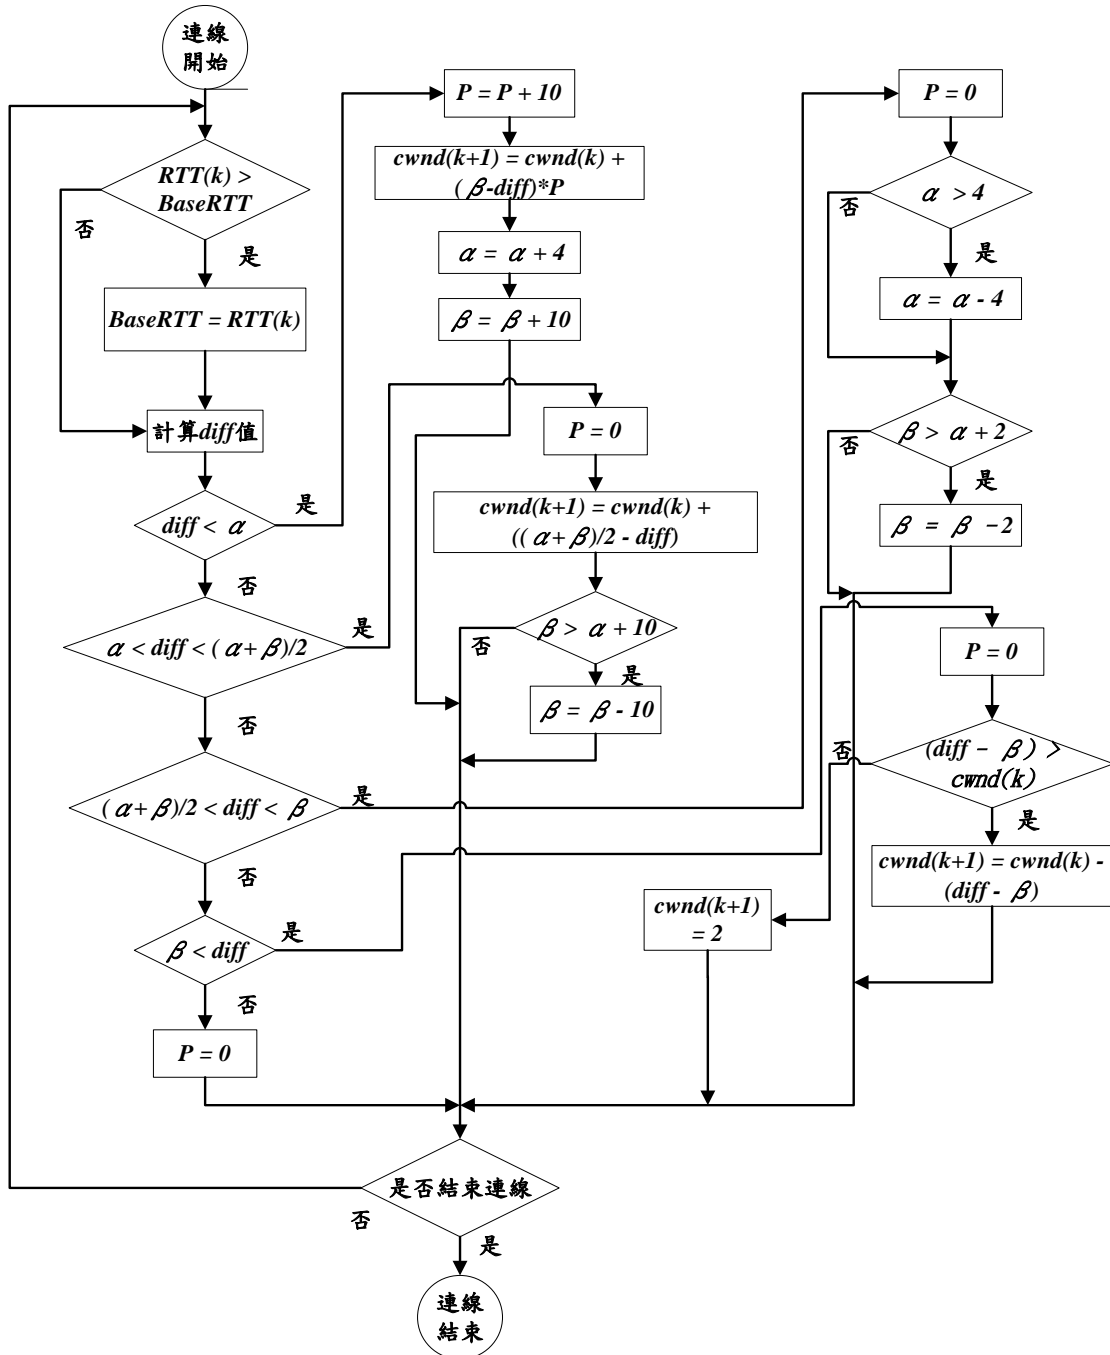 連線
開始
RTT(k) >
BaseRTT
否
是
BaseRTT = RTT(k)
計算diff值
diff < α
是
否
α < diff < ( α+ β)/2
是
否
( α+ β)/2 < diff < β
是
否
β < diff
是
否
P = 0
P = P + 10
cwnd(k+1) = cwnd(k) +
( β-diff)*P
α = α + 4
β = β + 10
P = 0
cwnd(k+1) = cwnd(k) +
(( α+ β)/2 - diff)
β > α + 10
否
是
β = β - 10
P = 0
α > 4
否
是
α = α - 4
β > α + 2
否
是
β = β − 2
P = 0
(diff − β) >
cwnd(k)
否
是
cwnd(k+1) = cwnd(k) -
(diff - β)
cwnd(k+1)
= 2
是否結束連線
否
是
連線
結束